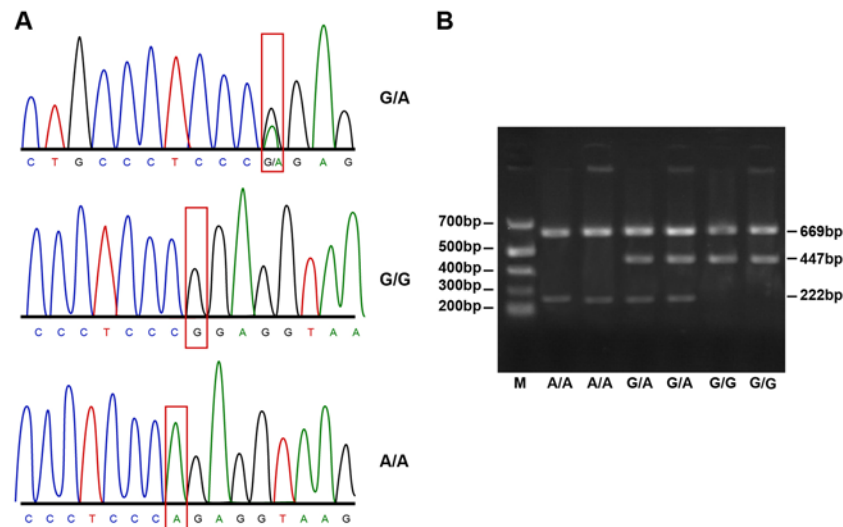 A
G/A
C T G C C C T C C C G/A G A G
G/G
C C C T C C C G G A G G T A A
A/A
C C C T C C C A G A G G T A A G
B
700bp
500bp
400bp
300bp
200bp
669bp
447bp
222bp
M A/A A/A G/A G/A G/G G/G